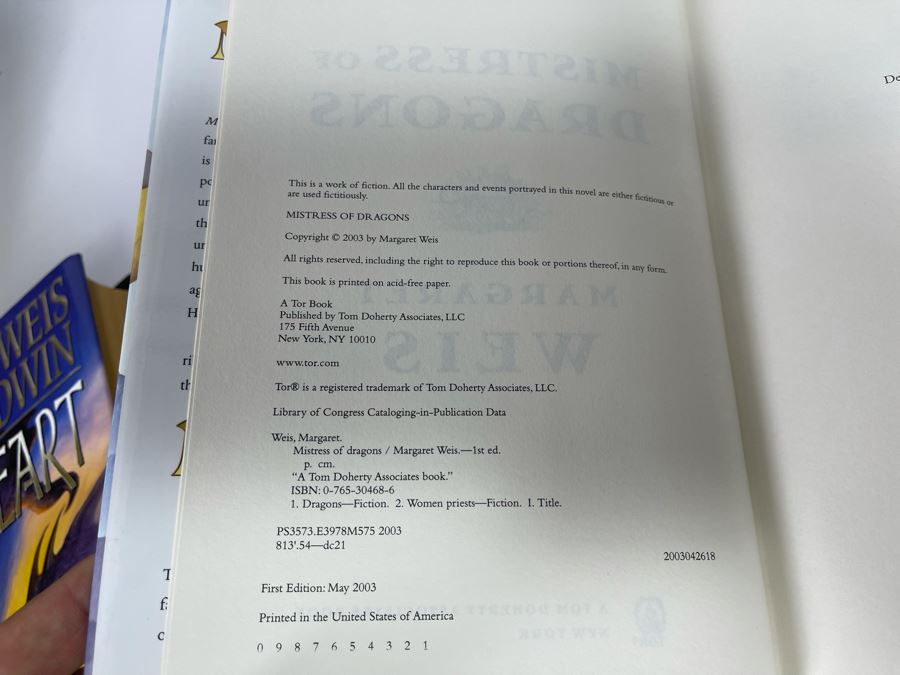 This is a work of fiction. All the characters and events portrayed in this novel are either fictitious or
are used fictitiously.
MISTRESS OF DRAGONS
Copyright © 2003 by Margaret Weis
All rights reserved, including the right to reproduce this book or portions thereof, in any form.
This book is printed on acid-free paper.
A Tor Book
Published by Tom Doherty Associates, LLC
175 Fifth Avenue
New York, NY 10010
www.tor.com
Tor® is a registered trademark of Tom Doherty Associates, LLC.
Library of Congress Cataloging-in-Publication Data
Weis, Margaret.
Mistress of dragons / Margaret Weis.—1st ed.
p. cm.
“A Tom Doherty Associates book.”
ISBN: 0-765-30468-6
1. Dragons—Fiction. 2. Women priests—Fiction. I. Title.
PS3573.E3978M575 2003
813'.54—dc21
2003042618
First Edition: May 2003
Printed in the United States of America
0 9 8 7 6 5 4 3 2 1
WEIS